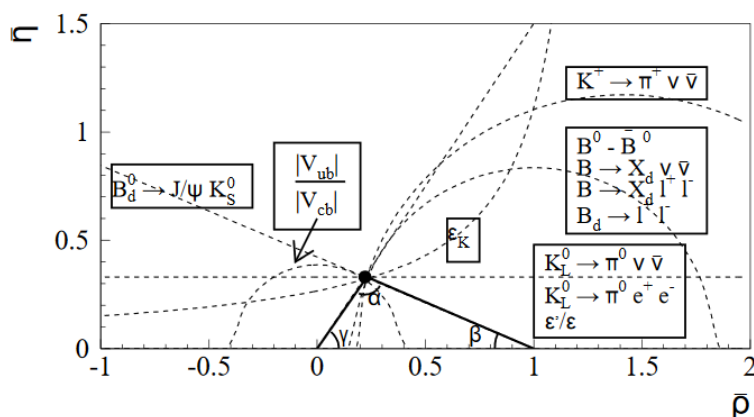 η̄
1.5
1
0.5
0
-1
-0.5
0
0.5
1
1.5
2
ρ̄
K⁺ → π⁺ ν ν̄
B⁰ - B̄⁰
B → X_d ν ν̄
B → X_d l⁺ l⁻
B_d → l⁺ l⁻
|V_ub|
|V_cb|
B_d⁰ → J/ψ K_S⁰
ε_K
K_L⁰ → π⁰ ν ν̄
K_L⁰ → π⁰ e⁺ e⁻
ε'/ε
α
γ
β